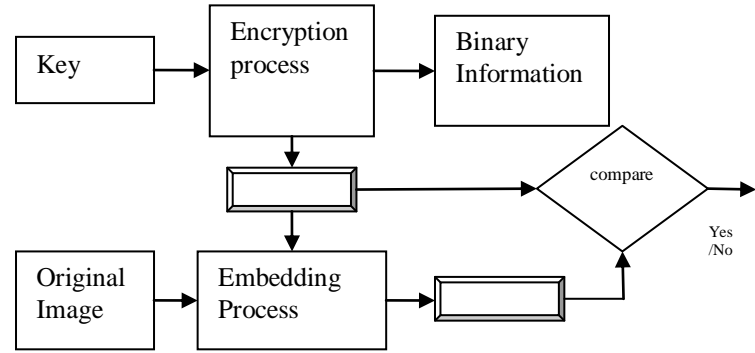 Key
Encryption
process
Binary
Information
compare
Yes
/No
Original
Image
Embedding
Process